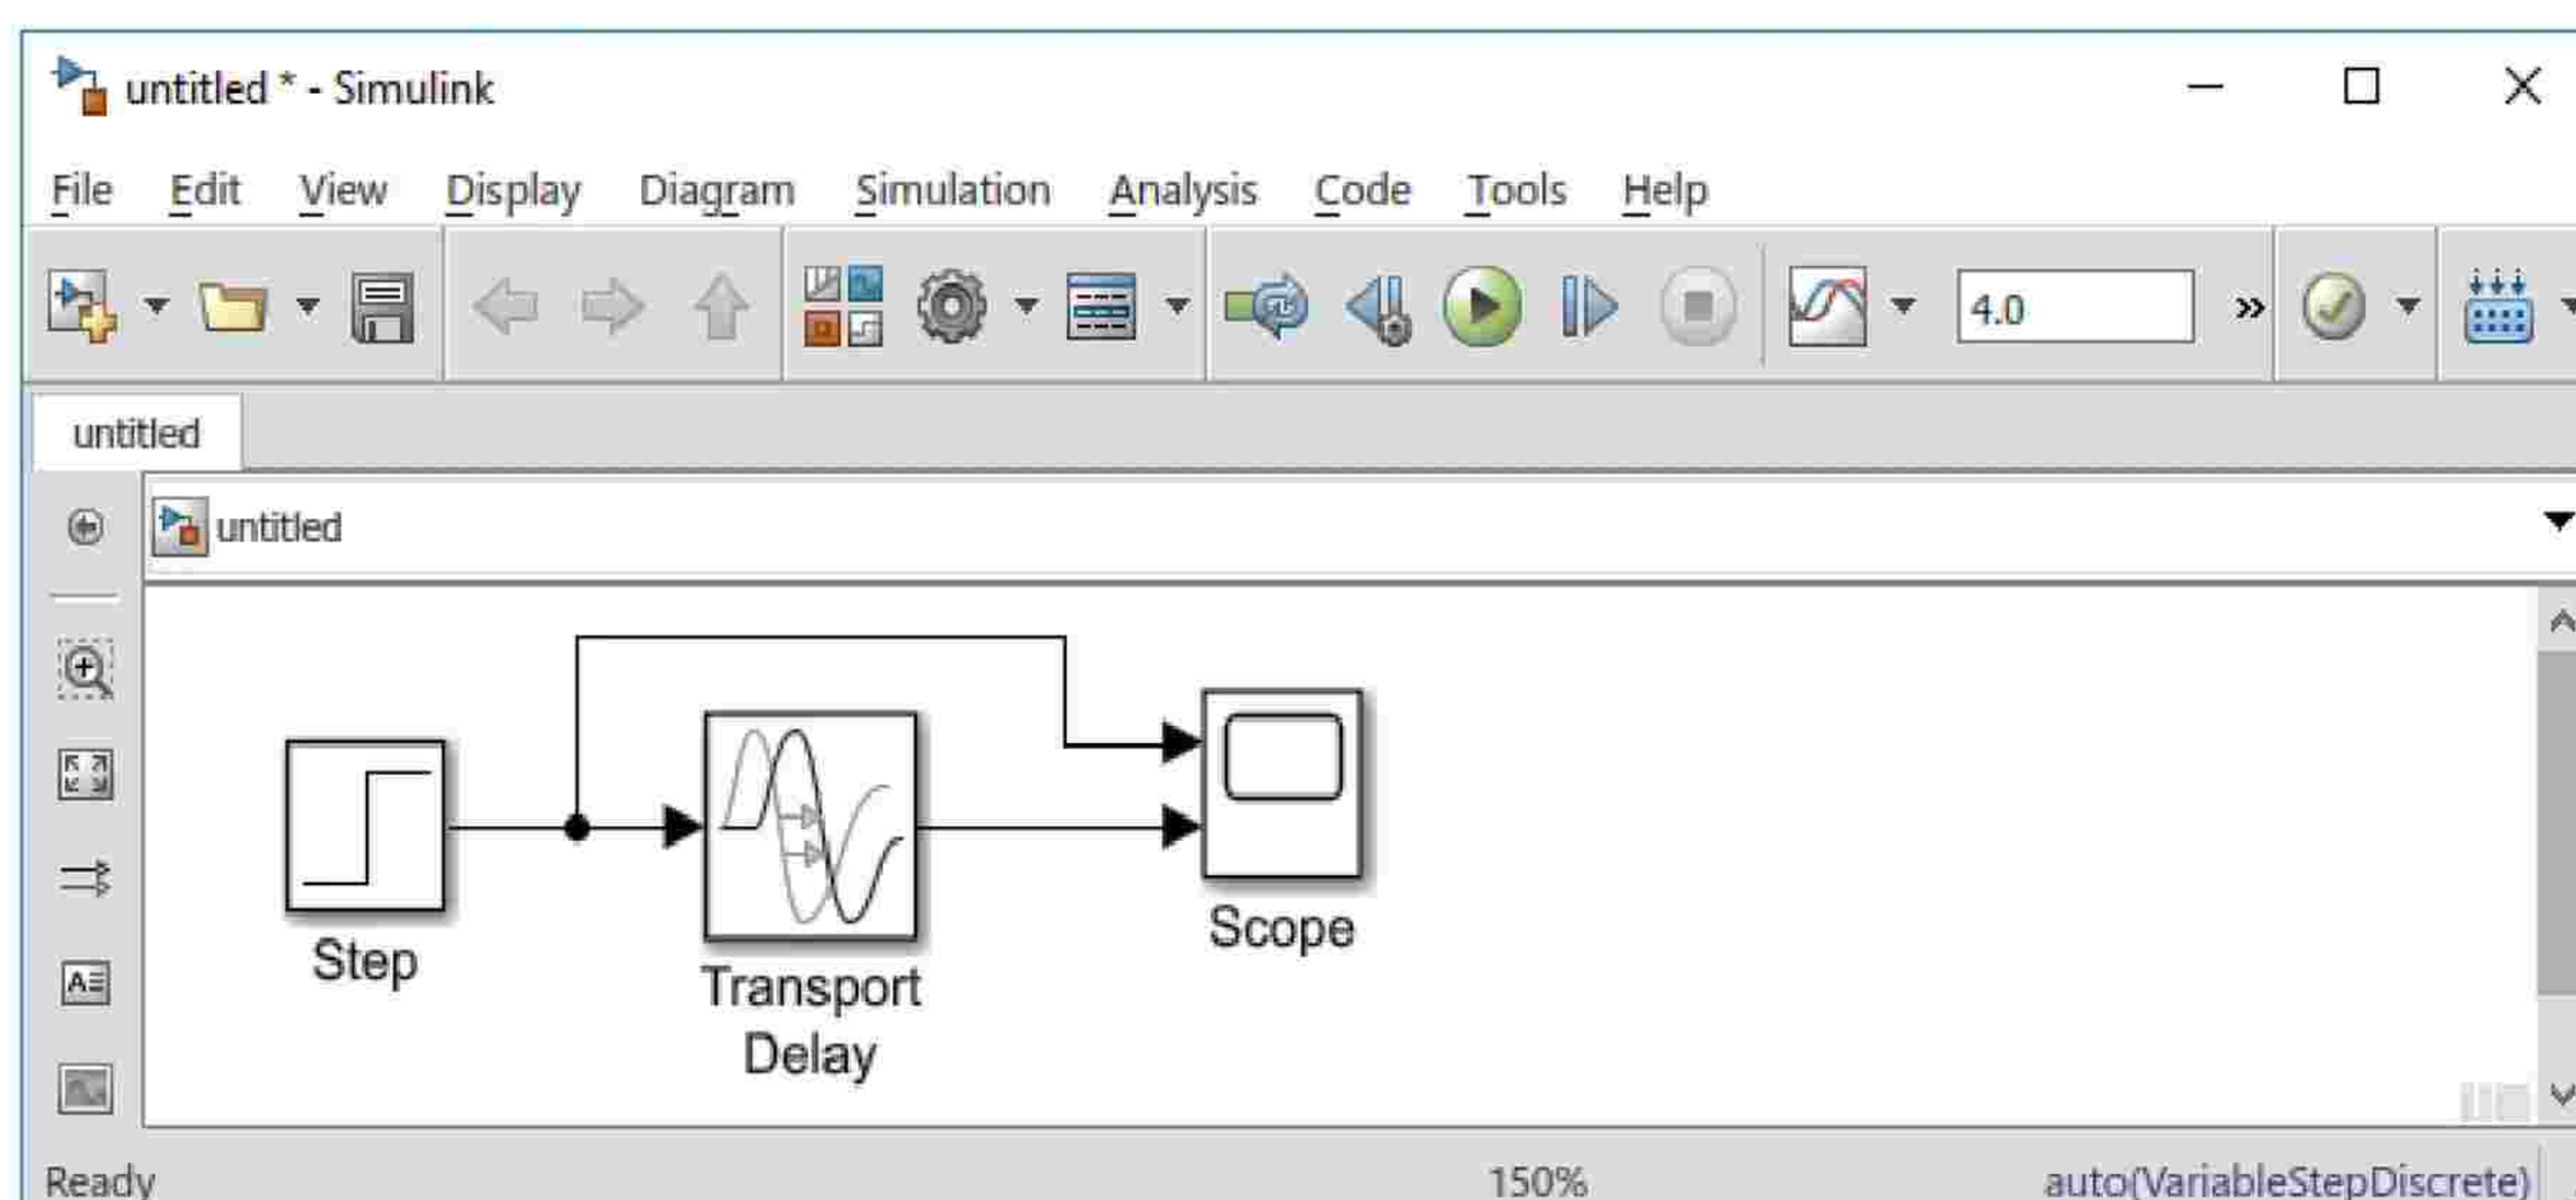 untitled * - Simulink
File Edit View Display Diagram Simulation Analysis Code Tools Help
4.0 »
untitled
untitled
Step
Transport
Delay
Scope
Ready 150% auto(VariableStepDiscrete)